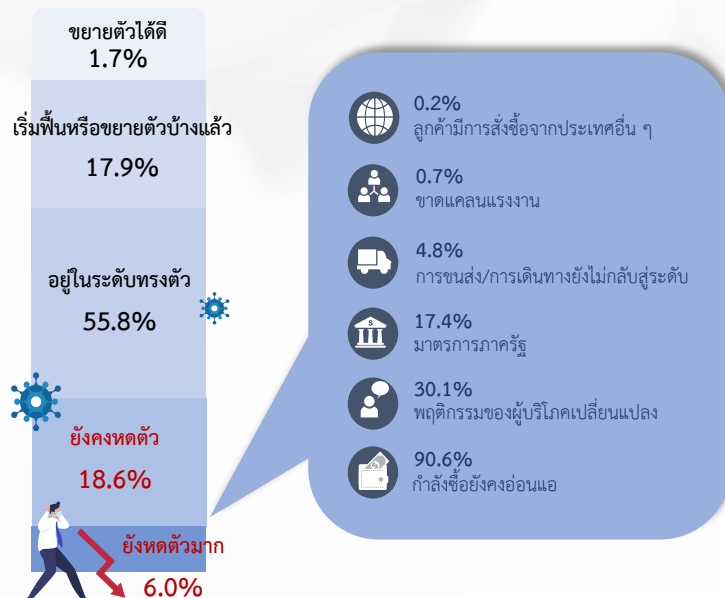 ขยายตัวได้ดี
1.7%
เริ่มฟื้นหรือขยายตัวบ้างแล้ว
17.9%
อยู่ในระดับทรงตัว
55.8%
ยังคงหดตัว
18.6%
ยังหดตัวมาก
6.0%
0.2%
ลูกค้ามีการสั่งซื้อจากประเทศอื่น ๆ
0.7%
ขาดแคลนแรงงาน
4.8%
การขนส่ง/การเดินทางยังไม่กลับสู่ระดับ
17.4%
มาตรการภาครัฐ
30.1%
พฤติกรรมของผู้บริโภคเปลี่ยนแปลง
90.6%
กำลังซื้อยังคงอ่อนแอ